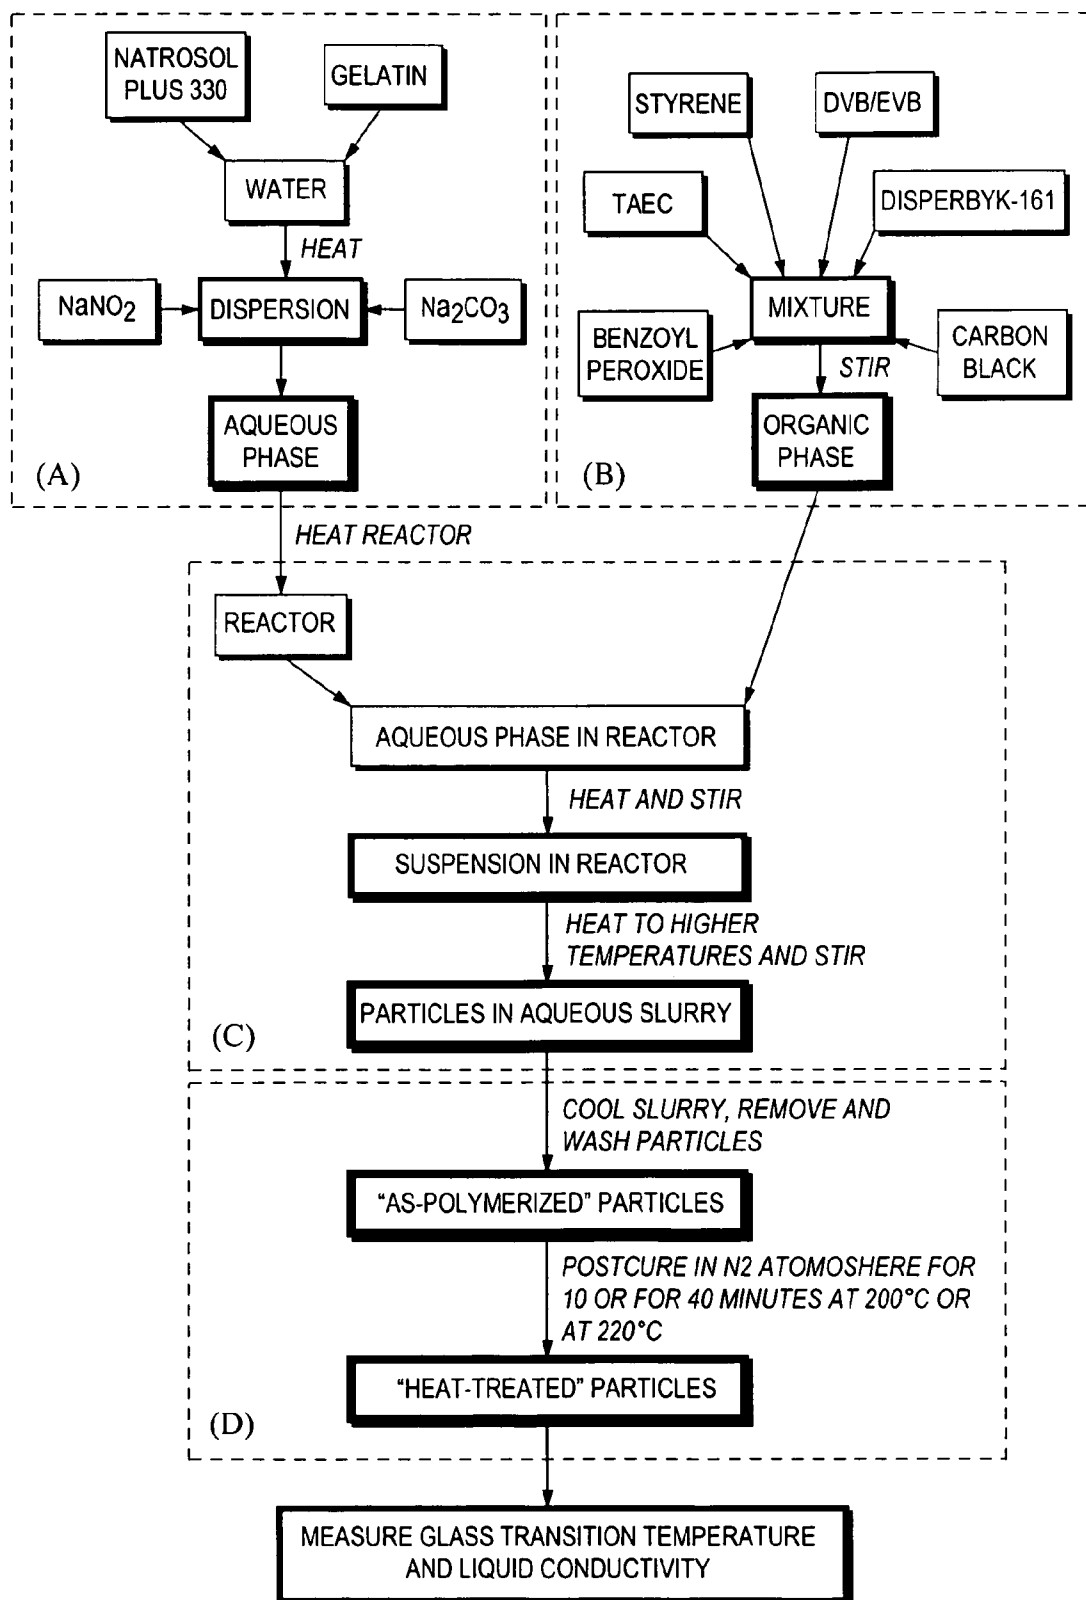 NATROSOL
PLUS 330
GELATIN
WATER
HEAT
NaNO2
DISPERSION
Na2CO3
AQUEOUS
PHASE
(A)
STYRENE
DVB/EVB
TAEC
DISPERBYK-161
MIXTURE
BENZOYL
PEROXIDE
CARBON
BLACK
STIR
ORGANIC
PHASE
(B)
HEAT REACTOR
REACTOR
AQUEOUS PHASE IN REACTOR
HEAT AND STIR
SUSPENSION IN REACTOR
HEAT TO HIGHER
TEMPERATURES AND STIR
PARTICLES IN AQUEOUS SLURRY
(C)
COOL SLURRY, REMOVE AND
WASH PARTICLES
“AS-POLYMERIZED” PARTICLES
POSTCURE IN N2 ATOMOSHERE FOR
10 OR FOR 40 MINUTES AT 200°C OR
AT 220°C
“HEAT-TREATED” PARTICLES
(D)
MEASURE GLASS TRANSITION TEMPERATURE
AND LIQUID CONDUCTIVITY